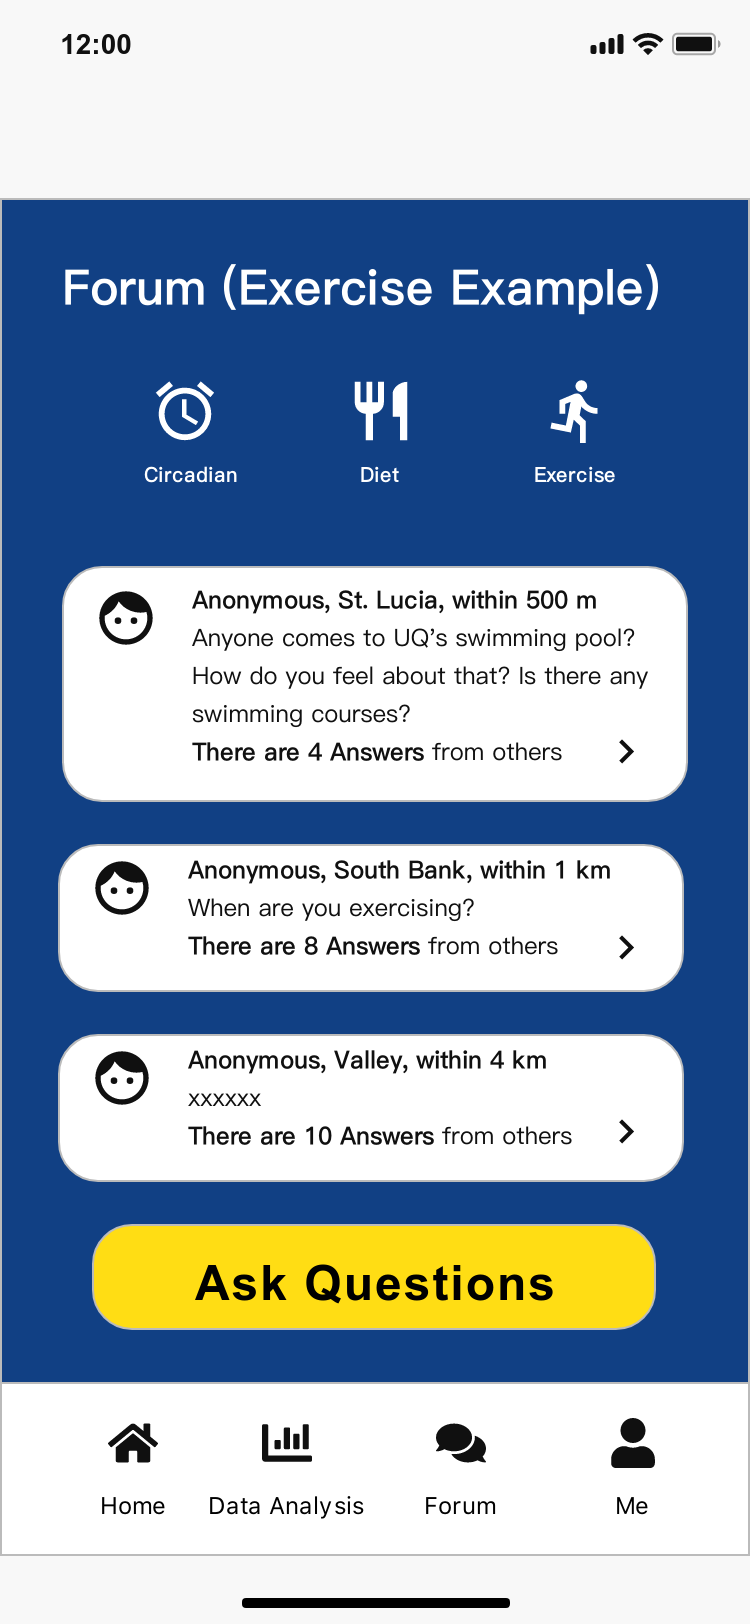 12:00
Forum (Exercise Example)
Circadian
Diet
Exercise
Anonymous, St. Lucia, within 500 m
Anyone comes to UQ’s swimming pool?
How do you feel about that? Is there any
swimming courses?
There are 4 Answers from others
Anonymous, South Bank, within 1 km
When are you exercising?
There are 8 Answers from others
Anonymous, Valley, within 4 km
xxxxxx
There are 10 Answers from others
Ask Questions
Home
Data Analysis
Forum
Me